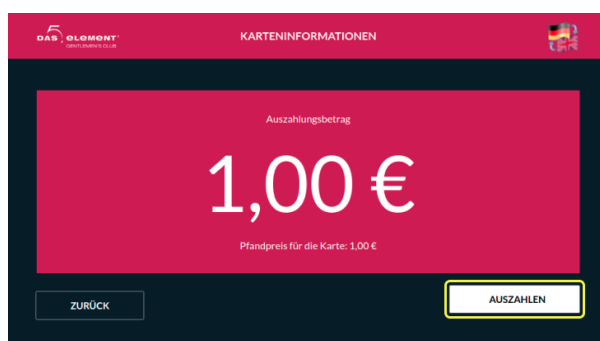 DAS 5. ELEMENT
GENTLEMEN'S CLUB
KARTENINFORMATIONEN
Auszahlungsbetrag
1,00 €
Pfandpreis für die Karte: 1,00 €
ZURÜCK
AUSZAHLEN